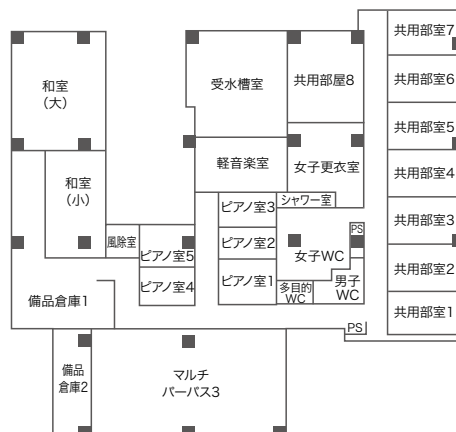 共用部室7
和室
(大)
受水槽室
共用部屋8
共用部室6
共用部室5
軽音楽室
女子更衣室
共用部室4
和室
(小)
シャワー室
ピアノ室3
共用部室3
PS
風除室
ピアノ室5
ピアノ室2
女子WC
共用部室2
ピアノ室4
ピアノ室1
多目的
WC
男子
WC
備品倉庫1
共用部室1
PS
備品
倉庫2
マルチ
パーパス3